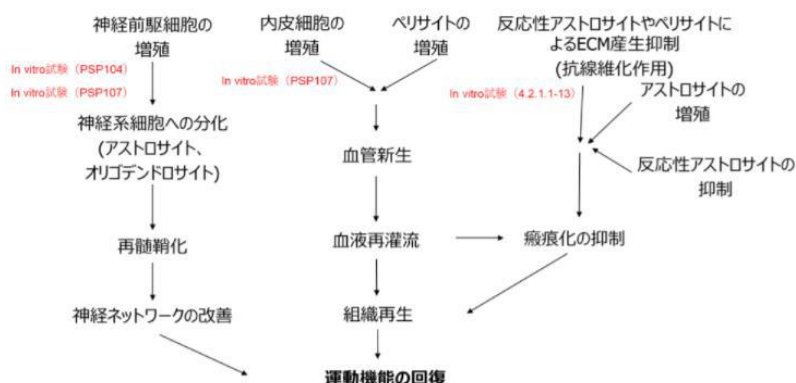 神経前駆細胞の
増殖
In vitro試験（PSP104）
In vitro試験（PSP107）
神経系細胞への分化
(アストロサイト、
オリゴデンドロサイト)
再髄鞘化
神経ネットワークの改善
内皮細胞の
増殖
ペリサイトの
増殖
In vitro試験（PSP107）
血管新生
血液再灌流
組織再生
反応性アストロサイトやペリサイトに
よるECM産生抑制
(抗線維化作用)
In vitro試験（4.2.1.1-13）
アストロサイトの
増殖
反応性アストロサイトの
抑制
瘢痕化の抑制
運動機能の回復